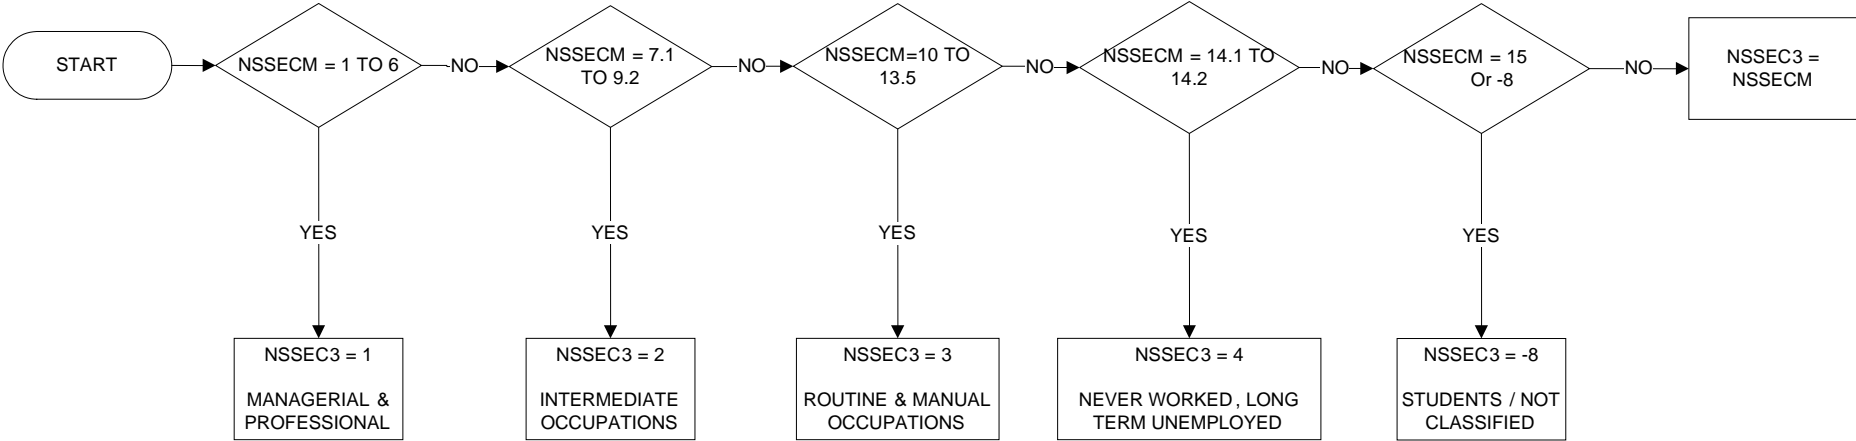 START
NSSECM = 1 TO 6
NO
NSSECM = 7.1
TO 9.2
NO
NSSECM=10 TO
13.5
NO
NSSECM = 14.1 TO
14.2
NO
NSSECM = 15
Or -8
NO
NSSEC3 =
NSSECM
YES
YES
YES
YES
YES
NSSEC3 = 1
MANAGERIAL &
PROFESSIONAL
NSSEC3 = 2
INTERMEDIATE
OCCUPATIONS
NSSEC3 = 3
ROUTINE & MANUAL
OCCUPATIONS
NSSEC3 = 4
NEVER WORKED, LONG
TERM UNEMPLOYED
NSSEC3 = -8
STUDENTS / NOT
CLASSIFIED